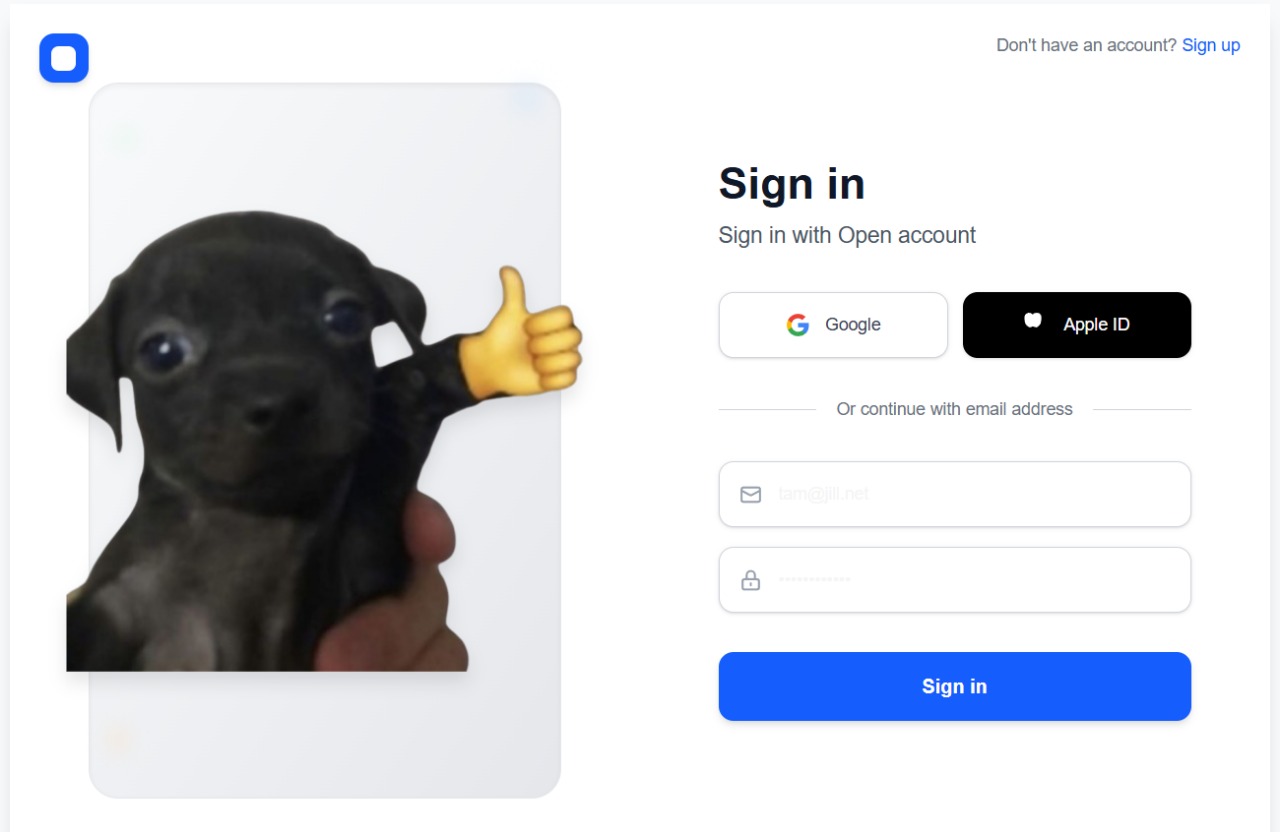 Don't have an account? Sign up
Sign in
Sign in with Open account
Google
Apple ID
Or continue with email address
tam@jill.net
••••••••••••
Sign in